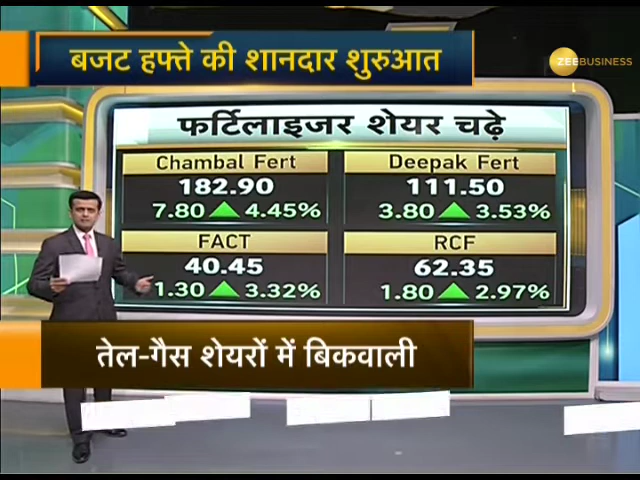 बजट हफ्ते की शानदार शुरुआत
ZEEBUSINESS
फर्टिलाइजर शेयर चढ़े
Chambal Fert
182.90
7.80 4.45%
Deepak Fert
111.50
3.80 3.53%
FACT
40.45
1.30 3.32%
RCF
62.35
1.80 2.97%
तेल-गैस शेयरों में बिकवाली